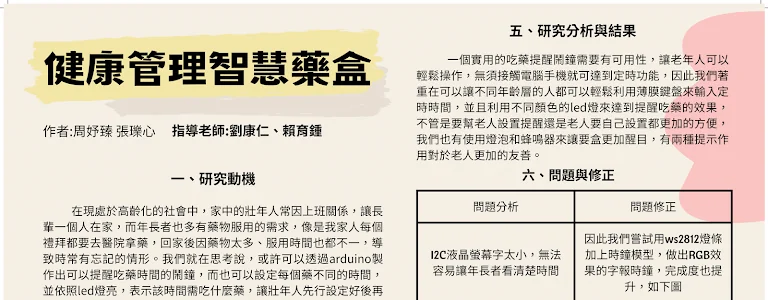 健康管理智慧藥盒
作者:周妤臻 張瓅心 指導老師:劉康仁、賴育鍾
一、研究動機
在現處於高齡化的社會中，家中的壯年人常因上班關係，讓長
輩一個人在家，而年長者也多有藥物服用的需求，像是我家人每個
禮拜都要去醫院拿藥，回家後因藥物太多、服用時間也都不一，導
致時常有忘記的情形。我們就在思考說，或許可以透過arduino製
作出可以提醒吃藥時間的鬧鐘，而也可以設定每個藥不同的時間，
並依照led燈亮，表示該時間需吃什麼藥，讓壯年人先行設定好後再
五、研究分析與結果
一個實用的吃藥提醒鬧鐘需要有可用性，讓老年人可以
輕鬆操作，無須接觸電腦手機就可達到定時功能，因此我們著
重在可以讓不同年齡層的人都可以輕鬆利用薄膜鍵盤來輸入定
時時間，並且利用不同顏色的led燈來達到提醒吃藥的效果，
不管是要幫老人設置提醒還是老人要自己設置都更加的方便，
我們也有使用燈泡和蜂鳴器來讓要盒更加醒目，有兩種提示作
用對於老人更加的友善。
六、問題與修正
問題分析
問題修正
I2C液晶螢幕字太小，無法
容易讓年長者看清楚時間
因此我們嘗試用ws2812燈條
加上時鐘模型，做出RGB效
果的字報時鐘，完成度也提
升，如下圖